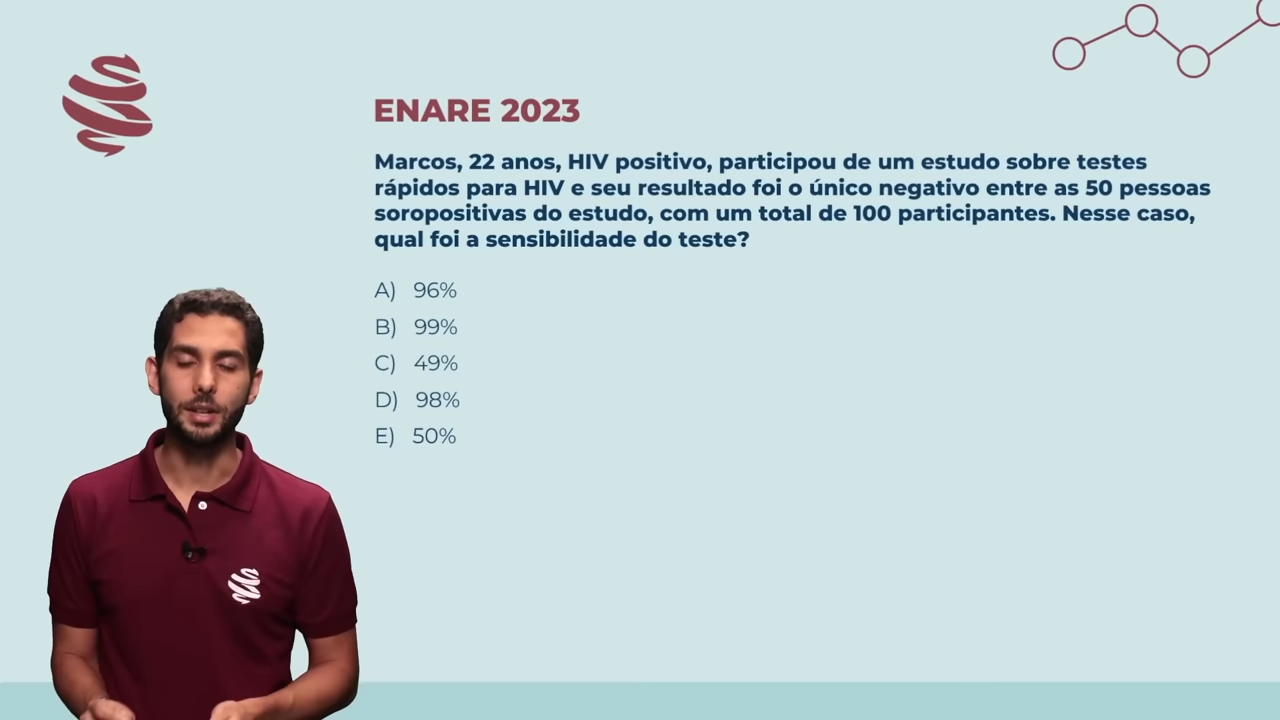 ENARE 2023
Marcos, 22 anos, HIV positivo, participou de um estudo sobre testes
rápidos para HIV e seu resultado foi o único negativo entre as 50 pessoas
soropositivas do estudo, com um total de 100 participantes. Nesse caso,
qual foi a sensibilidade do teste?
A) 96%
B) 99%
C) 49%
D) 98%
E) 50%